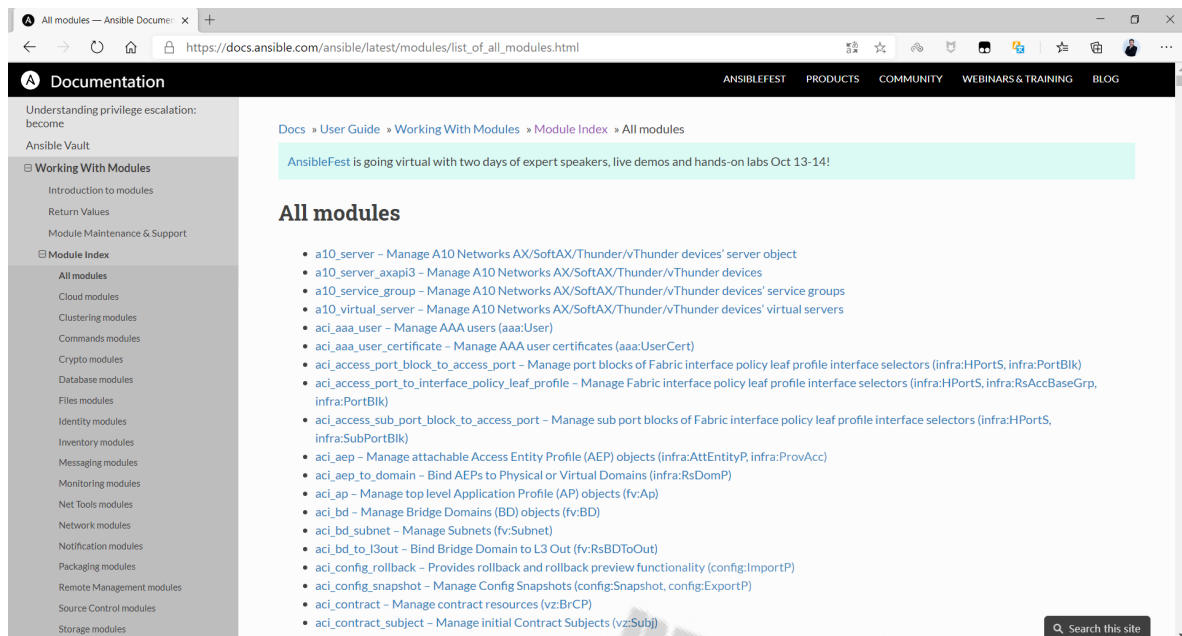 All modules — Ansible Documen
https://docs.ansible.com/ansible/latest/modules/list_of_all_modules.html
A Documentation
ANSIBLEFEST PRODUCTS COMMUNITY WEBINARS & TRAINING BLOG
Understanding privilege escalation:
become
Ansible Vault
Working With Modules
Introduction to modules
Return Values
Module Maintenance & Support
Module Index
All modules
Cloud modules
Clustering modules
Commands modules
Crypto modules
Database modules
Files modules
Identity modules
Inventory modules
Messaging modules
Monitoring modules
Net Tools modules
Network modules
Notification modules
Packaging modules
Remote Management modules
Source Control modules
Storage modules
Docs » User Guide » Working With Modules » Module Index » All modules
AnsibleFest is going virtual with two days of expert speakers, live demos and hands-on labs Oct 13-14!
All modules
• a10_server – Manage A10 Networks AX/SoftAX/Thunder/vThunder devices’ server object
• a10_server_axapi3 – Manage A10 Networks AX/SoftAX/Thunder/vThunder devices
• a10_service_group – Manage A10 Networks AX/SoftAX/Thunder/vThunder devices’ service groups
• a10_virtual_server – Manage A10 Networks AX/SoftAX/Thunder/vThunder devices’ virtual servers
• aci_aaa_user – Manage AAA users (aaa:User)
• aci_aaa_user_certificate – Manage AAA user certificates (aaa:UserCert)
• aci_access_port_block_to_access_port – Manage port blocks of Fabric interface policy leaf profile interface selectors (infra:HPortS, infra:PortBlk)
• aci_access_port_to_interface_policy_leaf_profile – Manage Fabric interface policy leaf profile interface selectors (infra:HPortS, infra:RsAccBaseGrp,
infra:PortBlk)
• aci_access_sub_port_block_to_access_port – Manage sub port blocks of Fabric interface policy leaf profile interface selectors (infra:HPortS,
infra:SubPortBlk)
• aci_aep – Manage attachable Access Entity Profile (AEP) objects (infra:AttEntityP, infra:ProvAcc)
• aci_aep_to_domain – Bind AEPs to Physical or Virtual Domains (infra:RsDomP)
• aci_ap – Manage top level Application Profile (AP) objects (fv:Ap)
• aci_bd – Manage Bridge Domains (BD) objects (fv:BD)
• aci_bd_subnet – Manage Subnets (fv:Subnet)
• aci_bd_to_l3out – Bind Bridge Domain to L3 Out (fv:RsBDToOut)
• aci_config_rollback – Provides rollback and rollback preview functionality (config:ImportP)
• aci_config_snapshot – Manage Config Snapshots (config:Snapshot, config:ExportP)
• aci_contract – Manage contract resources (vz:BrCP)
• aci_contract_subject – Manage initial Contract Subjects (vz:Subj)
Search this site